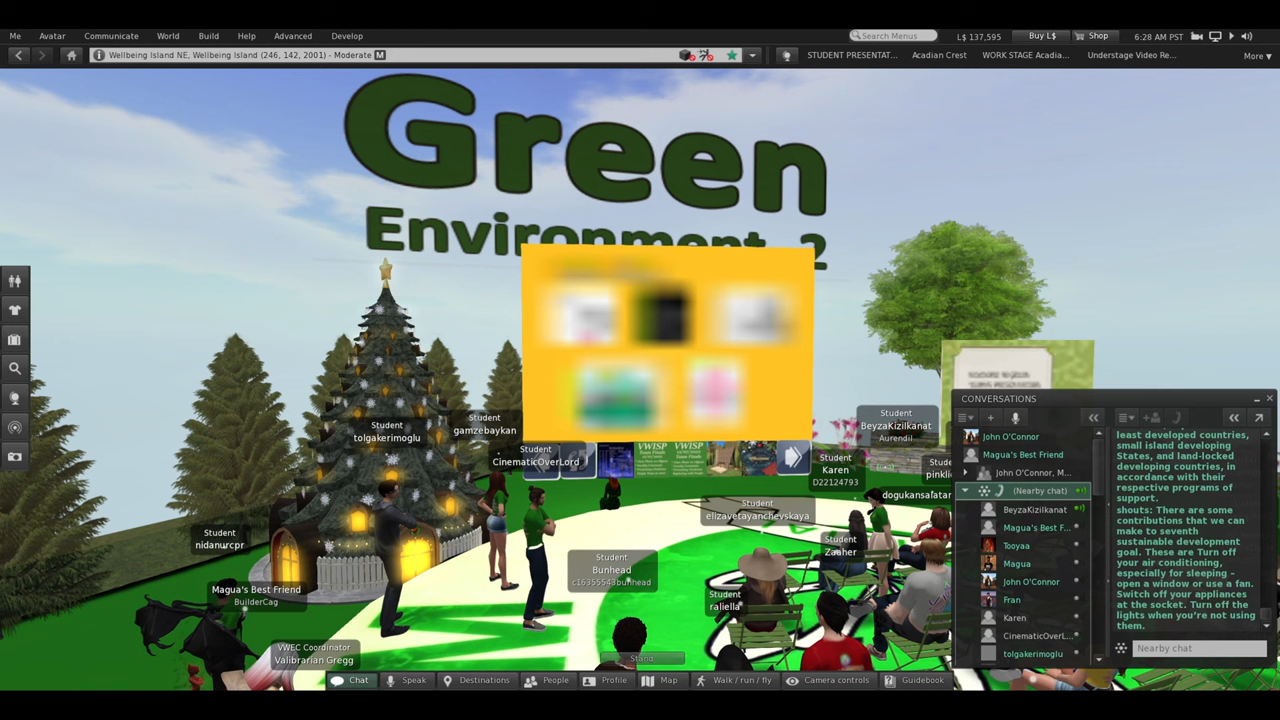 Me Avatar Communicate World Build Help Advanced Develop
Search Menus
L$ 137,595
Buy L$
Shop
6:28 AM PST
Wellbeing Island NE, Wellbeing Island (246, 142, 2001) - Moderate M
STUDENT PRESENTAT...
Acadian Crest
WORK STAGE Acadia...
Understage Video Re...
More
Green
Environment 2
Student
tolgakerimoglu
Student
gamzebaykan
Student
CinematicOverLord
VWISP
VWISP
Student
BeyzaKizilkanat
Aurendil
Student
Karen
D22124793
Stude
pinkli
dogukansalatar
Student
elizavetayanchevskaya
Student
Zaaher
Student
nidanurcpr
Student
Bunhead
c16355543bunhead
Student
raliella
Magua's Best Friend
BuilderCag
VWEC Coordinator
Valibrarian Gregg
Stand
CONVERSATIONS
John O'Connor
Magua's Best Friend
John O'Connor, M...
(Nearby chat)
BeyzaKizilkanat
Magua's Best F...
Tooyaa
Magua
John O'Connor
Fran
Karen
CinematicOverL...
tolgakerimoglu
least developed countries,
small island developing
States, and land-locked
developing countries, in
accordance with their
respective programs of
support.
shouts: There are some
contributions that we can
make to seventh
sustainable development
goal. These are Turn off
your air conditioning,
especially for sleeping –
open a window or use a fan.
Switch off your appliances
at the socket. Turn off the
lights when you're not using
them.
Nearby chat
Chat
Speak
Destinations
People
Profile
Map
Walk / run / fly
Camera controls
Guidebook